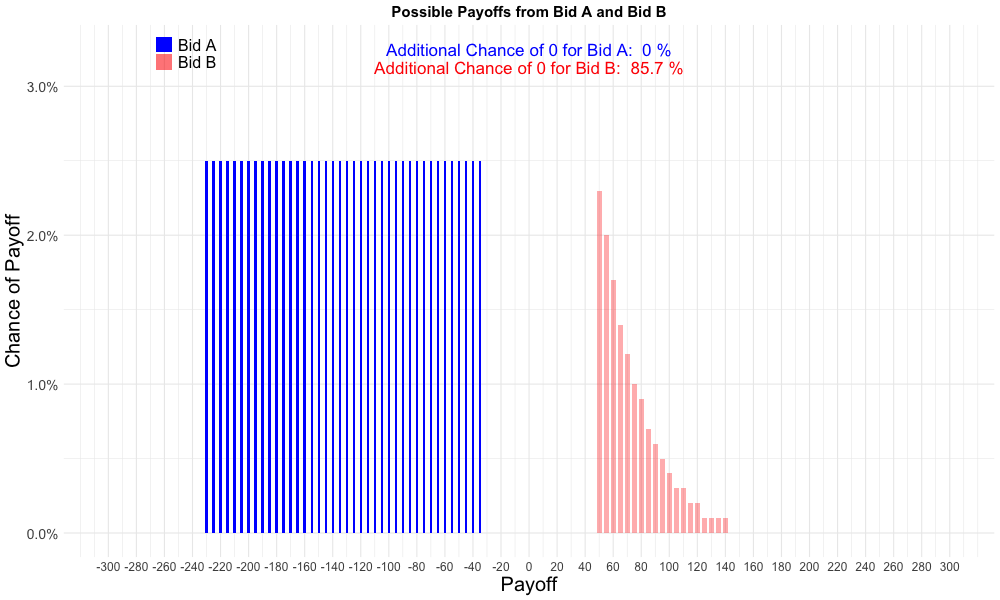 Possible Payoffs from Bid A and Bid B
Bid A
Bid B
Additional Chance of 0 for Bid A:  0 %
Additional Chance of 0 for Bid B:  85.7 %
Chance of Payoff
3.0%
2.0%
1.0%
0.0%
-300 -280 -260 -240 -220 -200 -180 -160 -140 -120 -100 -80 -60 -40 -20 0 20 40 60 80 100 120 140 160 180 200 220 240 260 280 300
Payoff